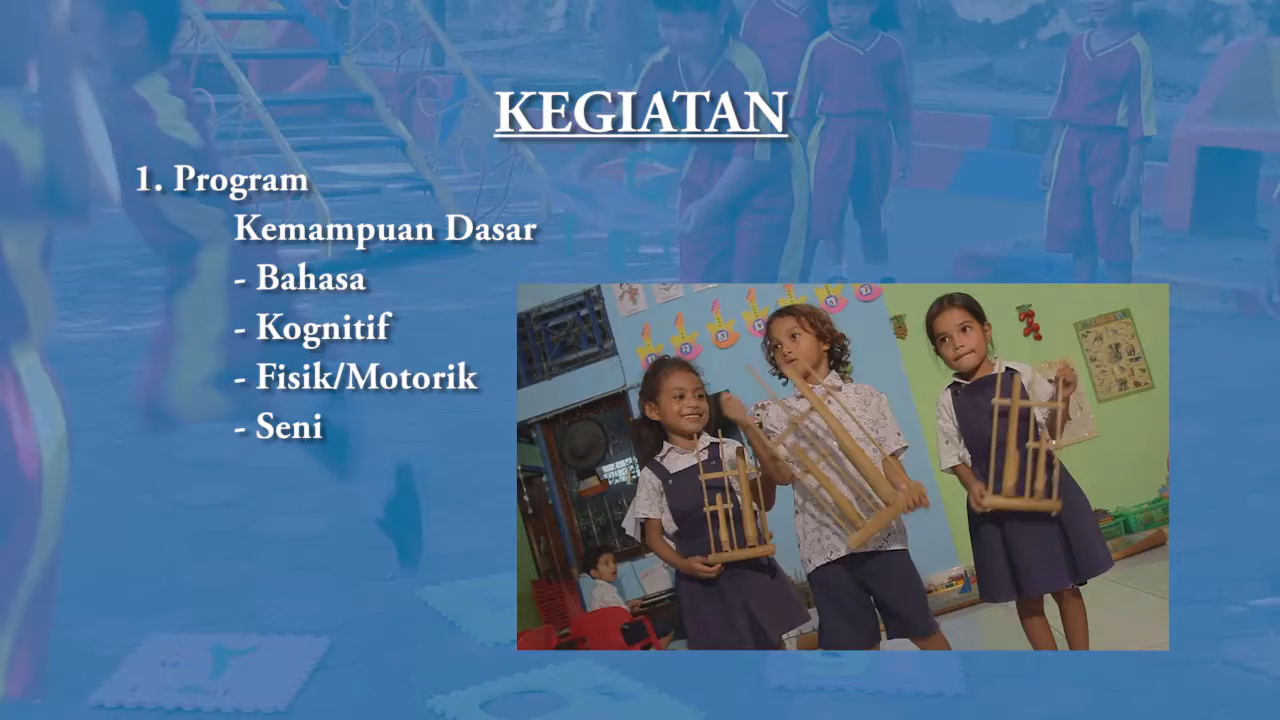 KEGIATAN
1. Program
Kemampuan Dasar
- Bahasa
- Kognitif
- Fisik/Motorik
- Seni